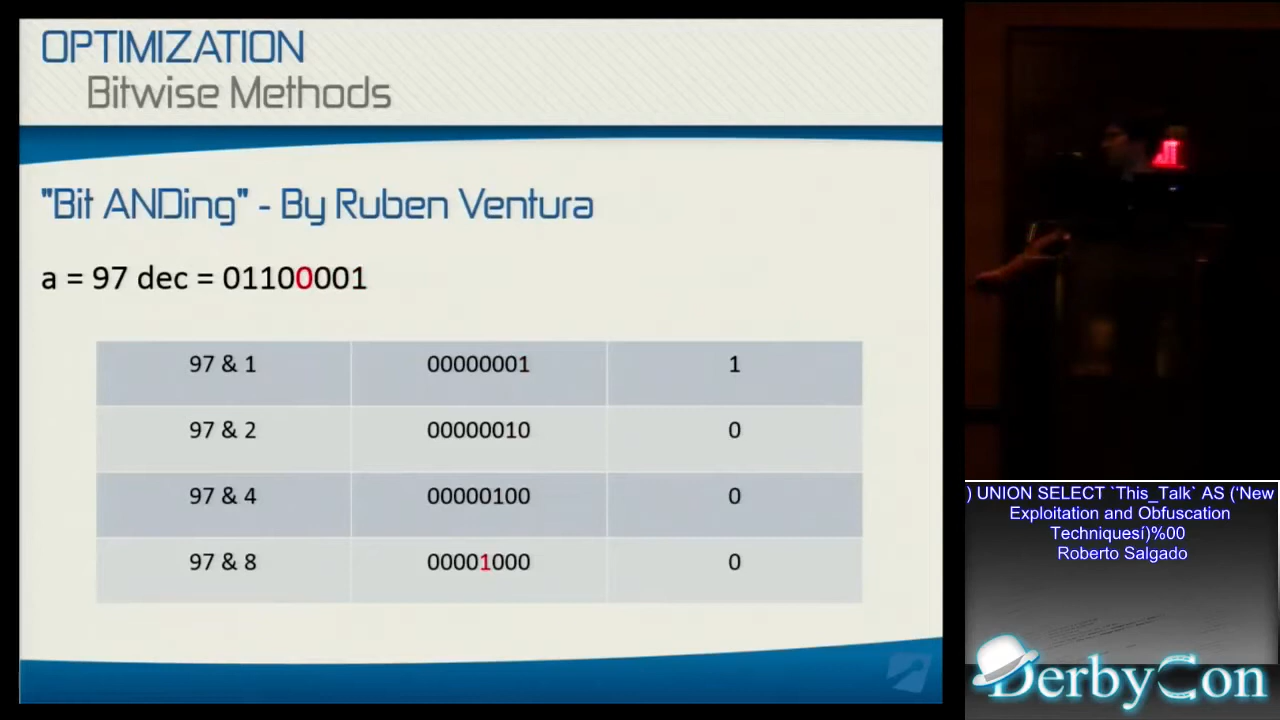 OPTIMIZATION
Bitwise Methods
"Bit ANDing" - By Ruben Ventura
a = 97 dec = 01100001
97 & 1 00000001 1
97 & 2 00000010 0
97 & 4 00000100 0
97 & 8 00001000 0
) UNION SELECT `This_Talk` AS (‘New
Exploitation and Obfuscation
Techniquesí)%00
Roberto Salgado
DerbyCon